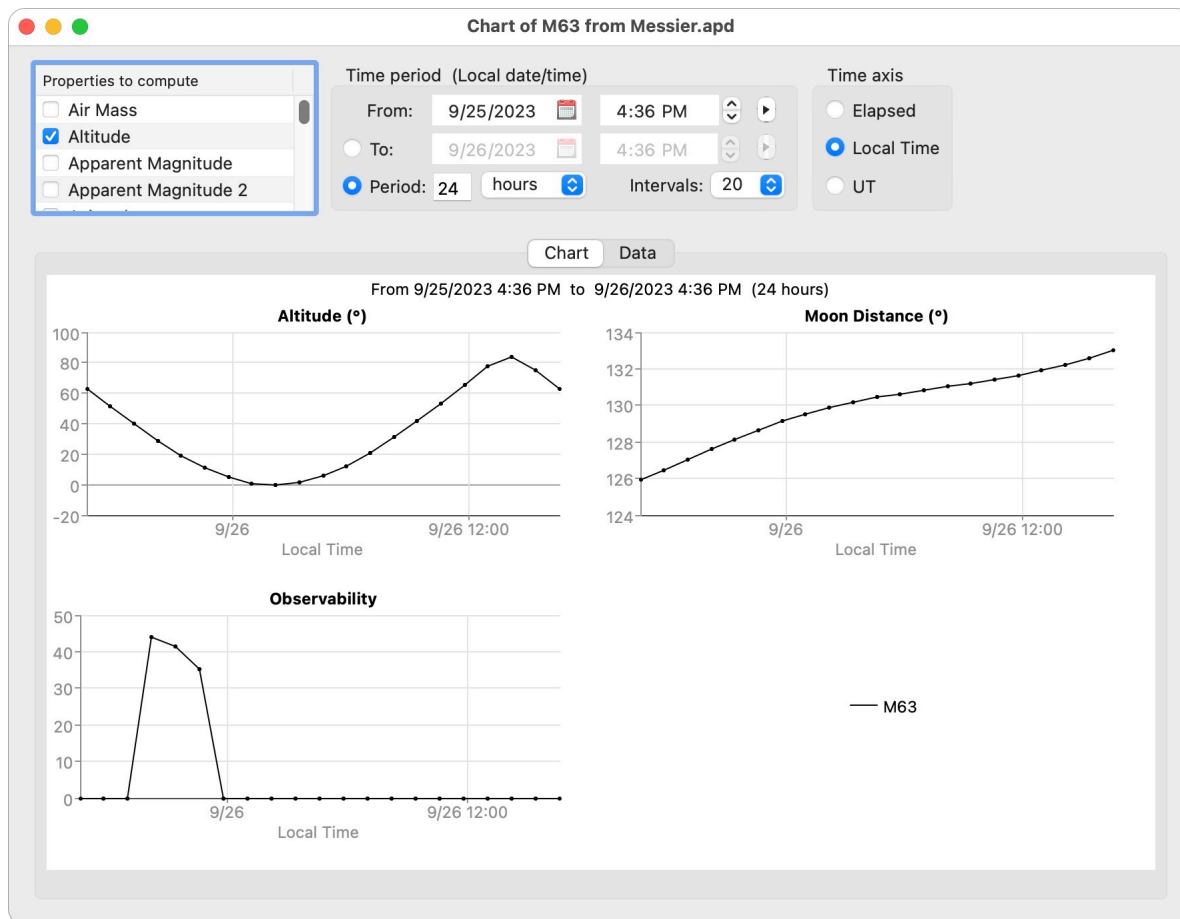 Chart of M63 from Messier.apd
Properties to compute
Air Mass
Altitude
Apparent Magnitude
Apparent Magnitude 2
Time period (Local date/time)
From: 9/25/2023 4:36 PM
To: 9/26/2023 4:36 PM
Period: 24 hours Intervals: 20
Time axis
Elapsed
Local Time
UT
Chart Data
From 9/25/2023 4:36 PM to 9/26/2023 4:36 PM (24 hours)
Altitude (º)
100
80
60
40
20
0
-20
9/26 9/26 12:00
Local Time
Moon Distance (º)
134
132
130
128
126
124
9/26 9/26 12:00
Local Time
Observability
50
40
30
20
10
0
9/26 9/26 12:00
Local Time
M63